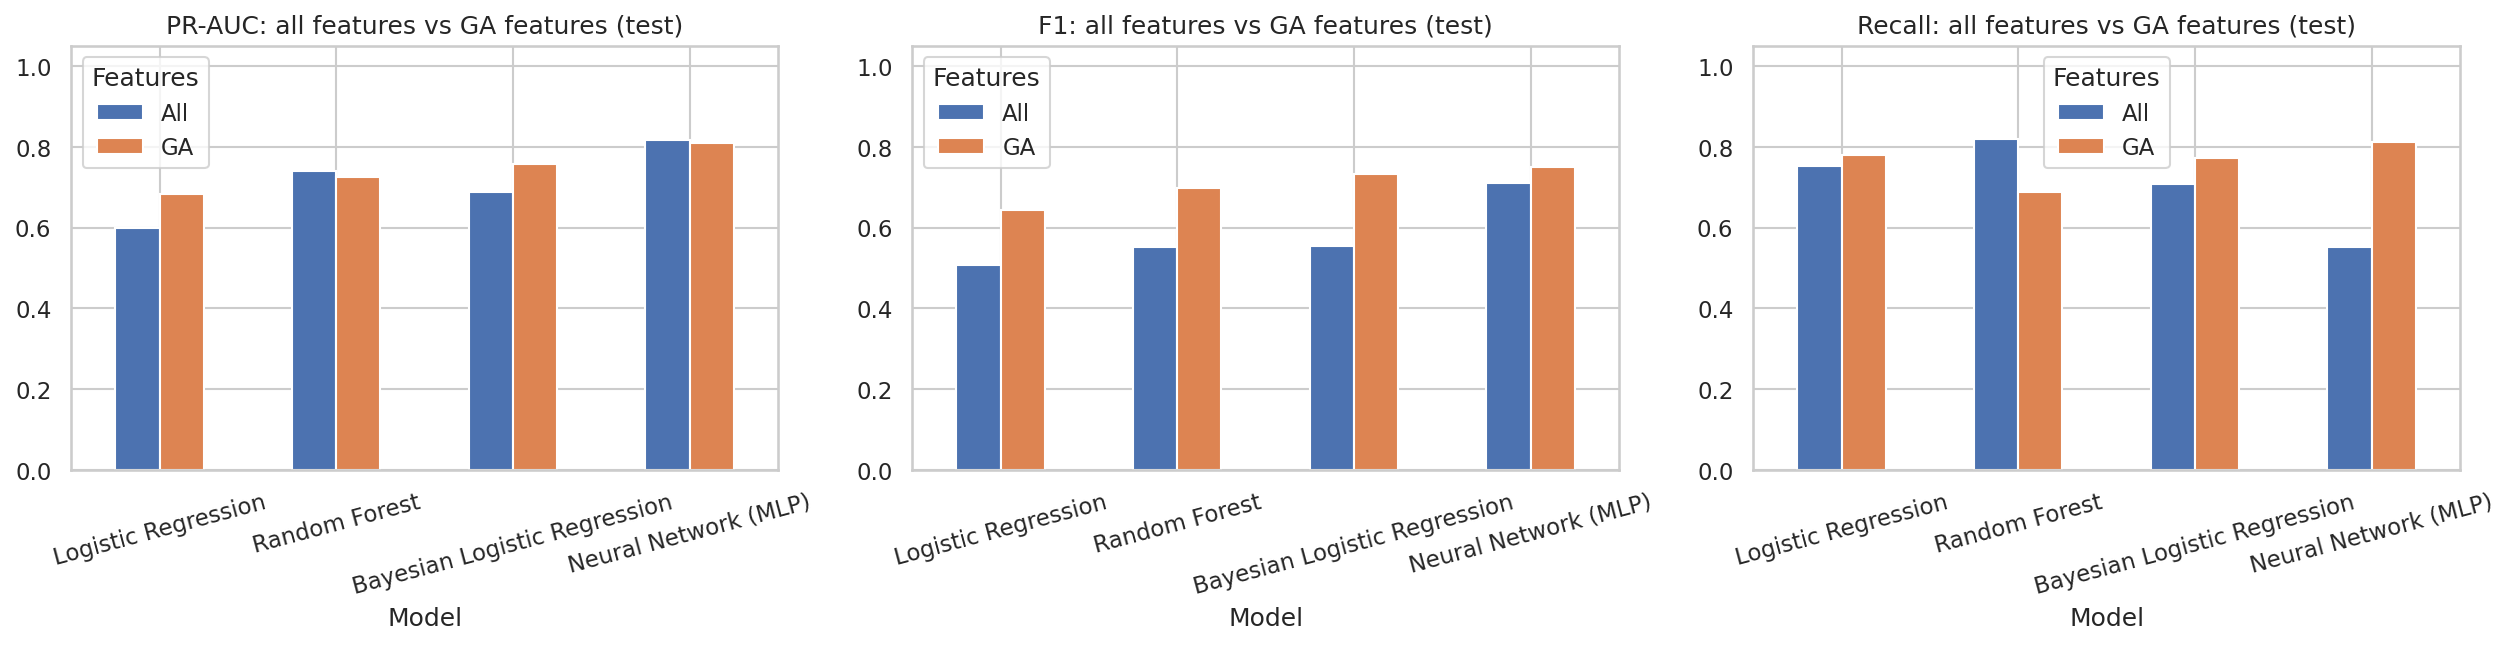 PR-AUC: all features vs GA features (test)
1.0
0.8
0.6
0.4
0.2
0.0
Features
All
GA
Logistic Regression
Random Forest
Bayesian Logistic Regression
Neural Network (MLP)
Model
F1: all features vs GA features (test)
1.0
0.8
0.6
0.4
0.2
0.0
Features
All
GA
Logistic Regression
Random Forest
Bayesian Logistic Regression
Neural Network (MLP)
Model
Recall: all features vs GA features (test)
1.0
0.8
0.6
0.4
0.2
0.0
Features
All
GA
Logistic Regression
Random Forest
Bayesian Logistic Regression
Neural Network (MLP)
Model